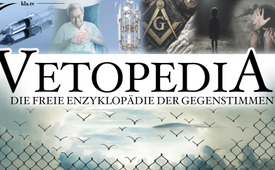 kla.tv
VETOPEDIA
DIE FREIE ENZYKLOPÄDIE DER GEGENSTIMMEN